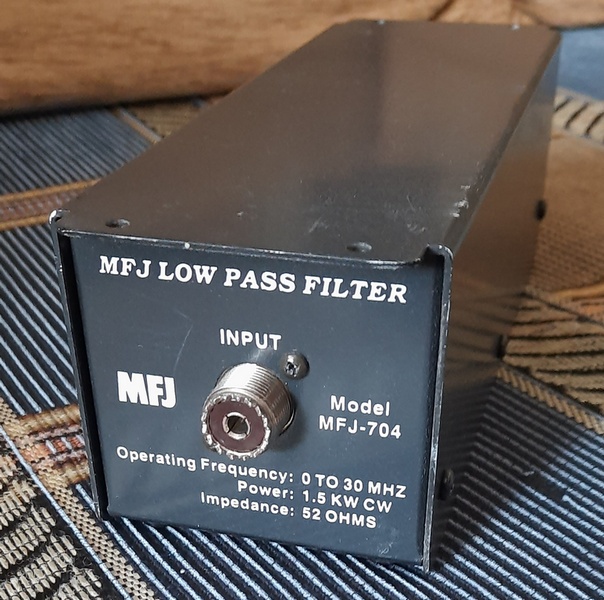 MFJ LOW PASS FILTER
INPUT
MFJ
Model
MFJ-704
Operating Frequency: 0 TO 30 MHZ
Power: 1.5 KW CW
Impedance: 52 OHMS